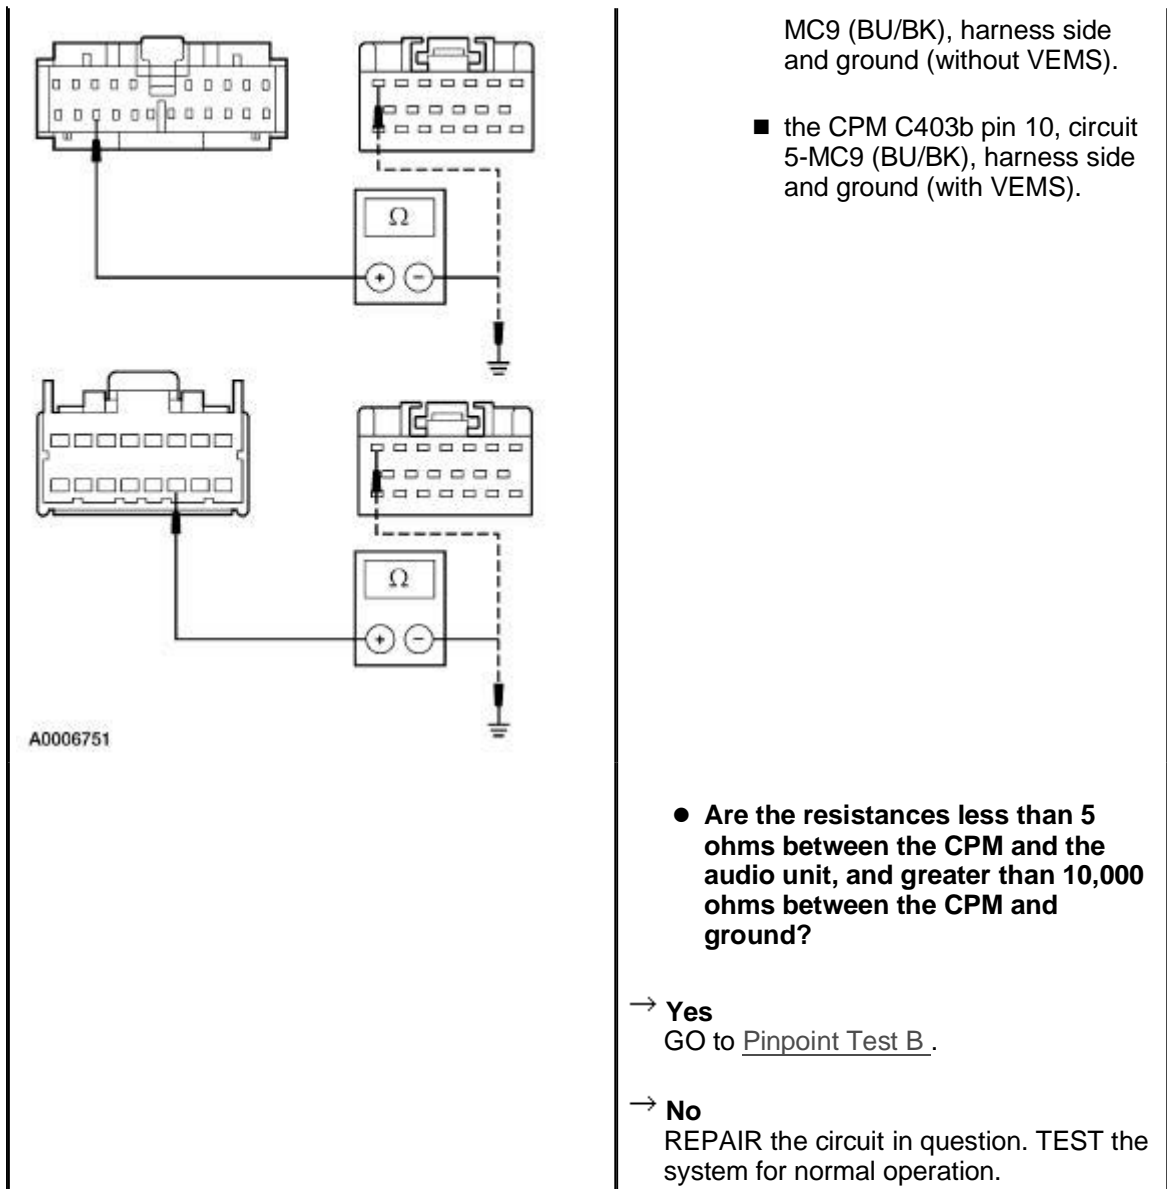 MC9 (BU/BK), harness side
and ground (without VEMS).
■ the CPM C403b pin 10, circuit
5-MC9 (BU/BK), harness side
and ground (with VEMS).
Ω
+ −
Ω
+ −
A0006751
● Are the resistances less than 5
ohms between the CPM and the
audio unit, and greater than 10,000
ohms between the CPM and
ground?
→ Yes
GO to Pinpoint Test B .
→ No
REPAIR the circuit in question. TEST the
system for normal operation.